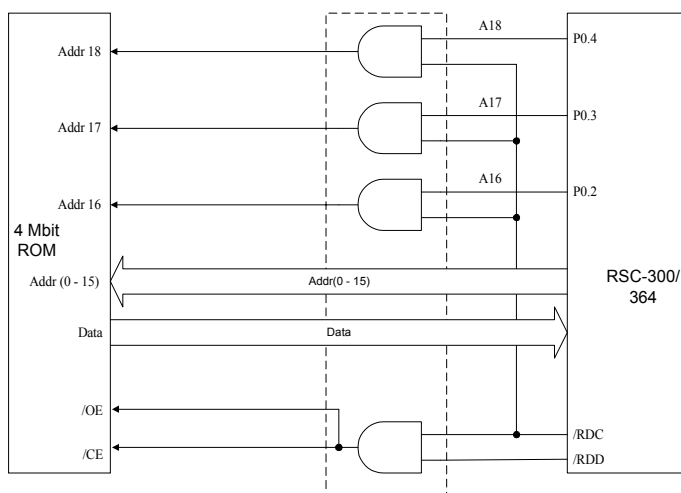 A18
Addr 18
P0.4
A17
Addr 17
P0.3
A16
Addr 16
P0.2
4 Mbit
ROM
Addr (0 - 15)
Addr(0 - 15)
RSC-300/
364
Data
Data
/OE
/RDC
/CE
/RDD